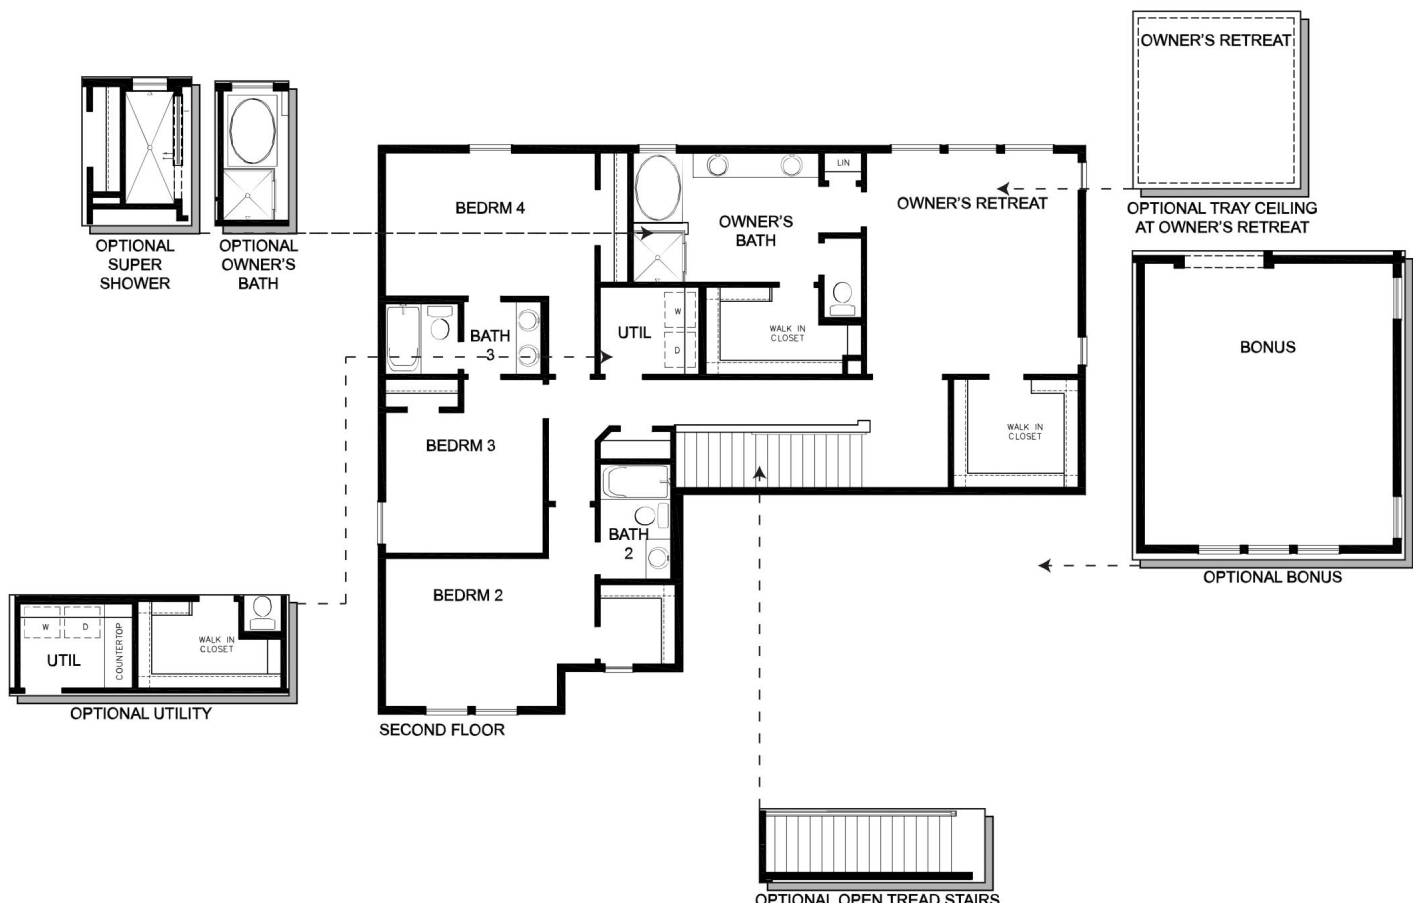 OWNER'S RETREAT
OPTIONAL TRAY CEILING
AT OWNER'S RETREAT
OPTIONAL
SUPER
SHOWER
OPTIONAL
OWNER'S
BATH
BEDRM 4
OWNER'S
BATH
LIN
OWNER'S RETREAT
BATH
3
UTIL
W
D
WALK IN
CLOSET
BONUS
OPTIONAL BONUS
BEDRM 3
WALK IN
CLOSET
BATH
2
BEDRM 2
SECOND FLOOR
W
D
UTIL
COUNTERTOP
WALK IN
CLOSET
OPTIONAL UTILITY
OPTIONAL OPEN TREAD STAIRS